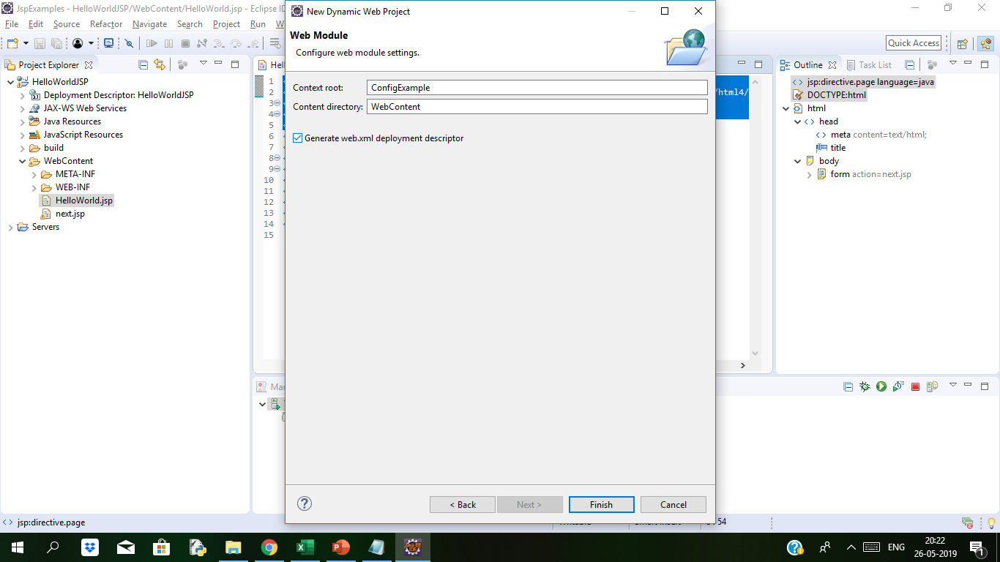 JspExamples - HelloWorldJSP/WebContent/HelloWorld.jsp - Eclipse ID
File Edit Source Refactor Navigate Search Project Run
Quick Access
New Dynamic Web Project
Web Module
Configure web module settings.
Context root: ConfigExample
Content directory: WebContent
Generate web.xml deployment descriptor
< Back Next > Finish Cancel
Project Explorer
HelloWorldJSP
Deployment Descriptor: HelloWorldJSP
JAX-WS Web Services
Java Resources
JavaScript Resources
build
WebContent
META-INF
WEB-INF
HelloWorld.jsp
next.jsp
Servers
Hel
1
2 /html4/
3
4
5
6
7
8
9
10
11
12
13
14
15
Mar
Outline Task List
jsp:directive.page language=java
DOCTYPE:html
html
head
meta content=text/html;
title
body
form action=next.jsp
jsp:directive.page
54
ENG
20:22
26-05-2019
1